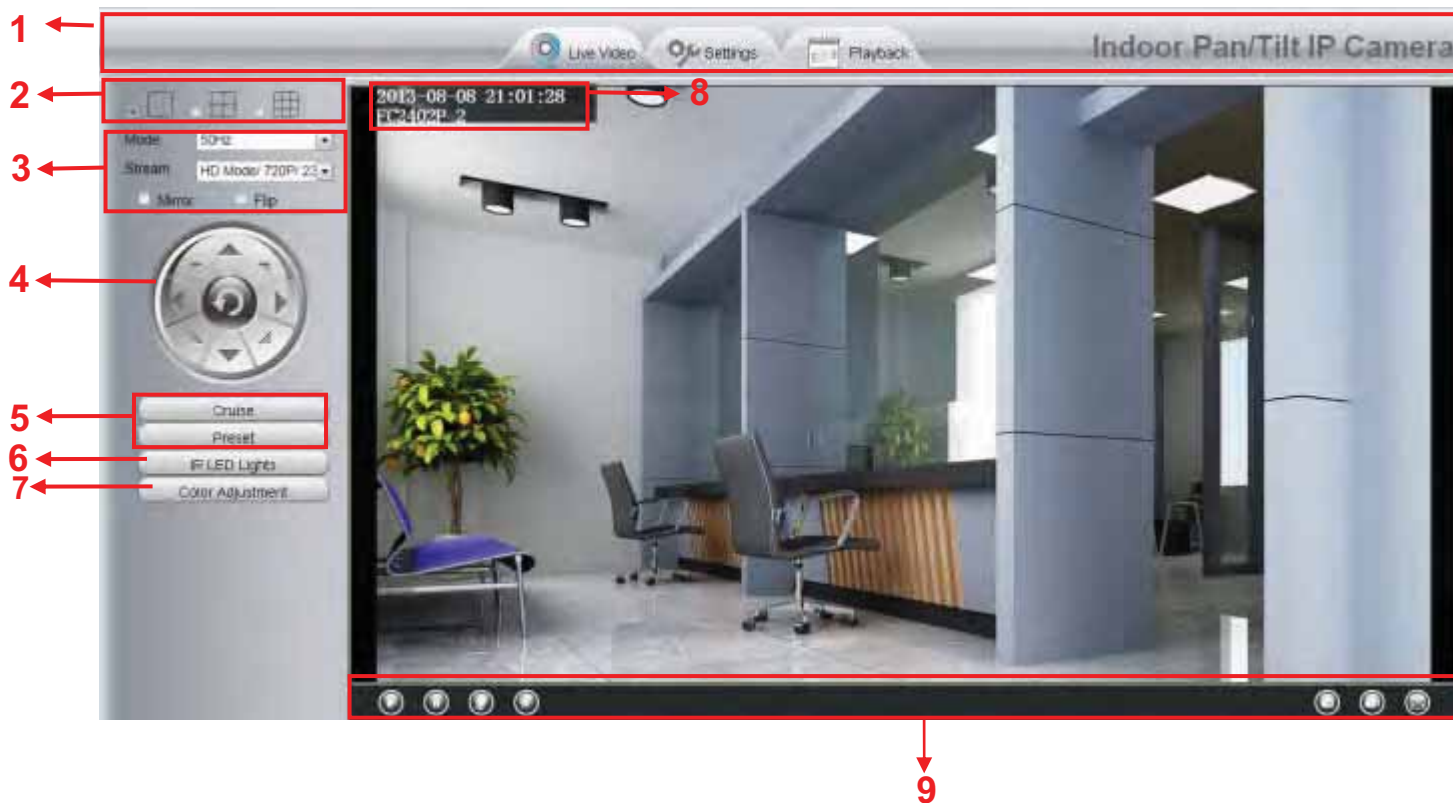 1
Live Video
Settings
Playback
Indoor Pan/Tilt IP Camera
2
8
2013-08-08 21:01:28
FC2402P 2
3
Mode
50Hz
Stream
HD Mode/ 720P/ 23
Mirror
Flip
4
5
Cruise
Preset
6
IR LED Lights
7
Color Adjustment
9